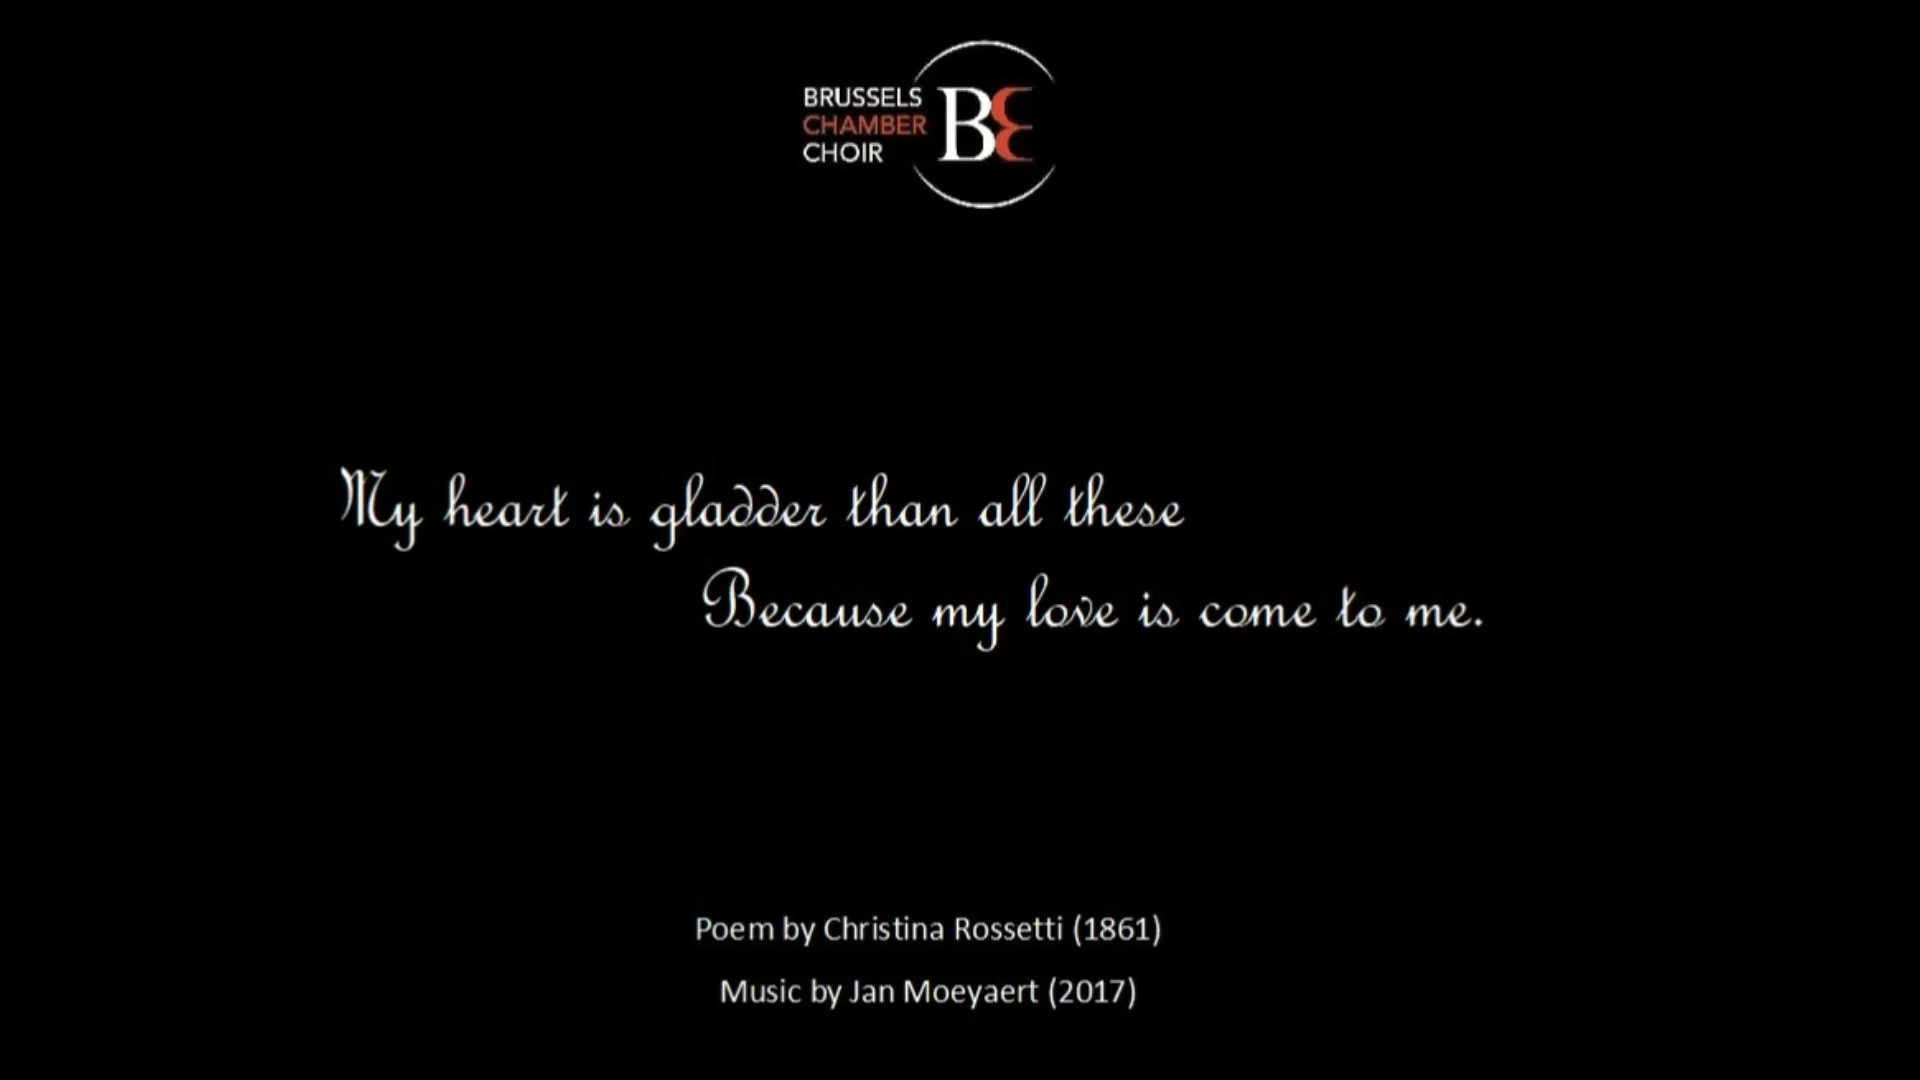 BRUSSELS
CHAMBER
CHOIR
BC
My heart is gladder than all these
Because my love is come to me.
Poem by Christina Rossetti (1861)
Music by Jan Moeyaert (2017)